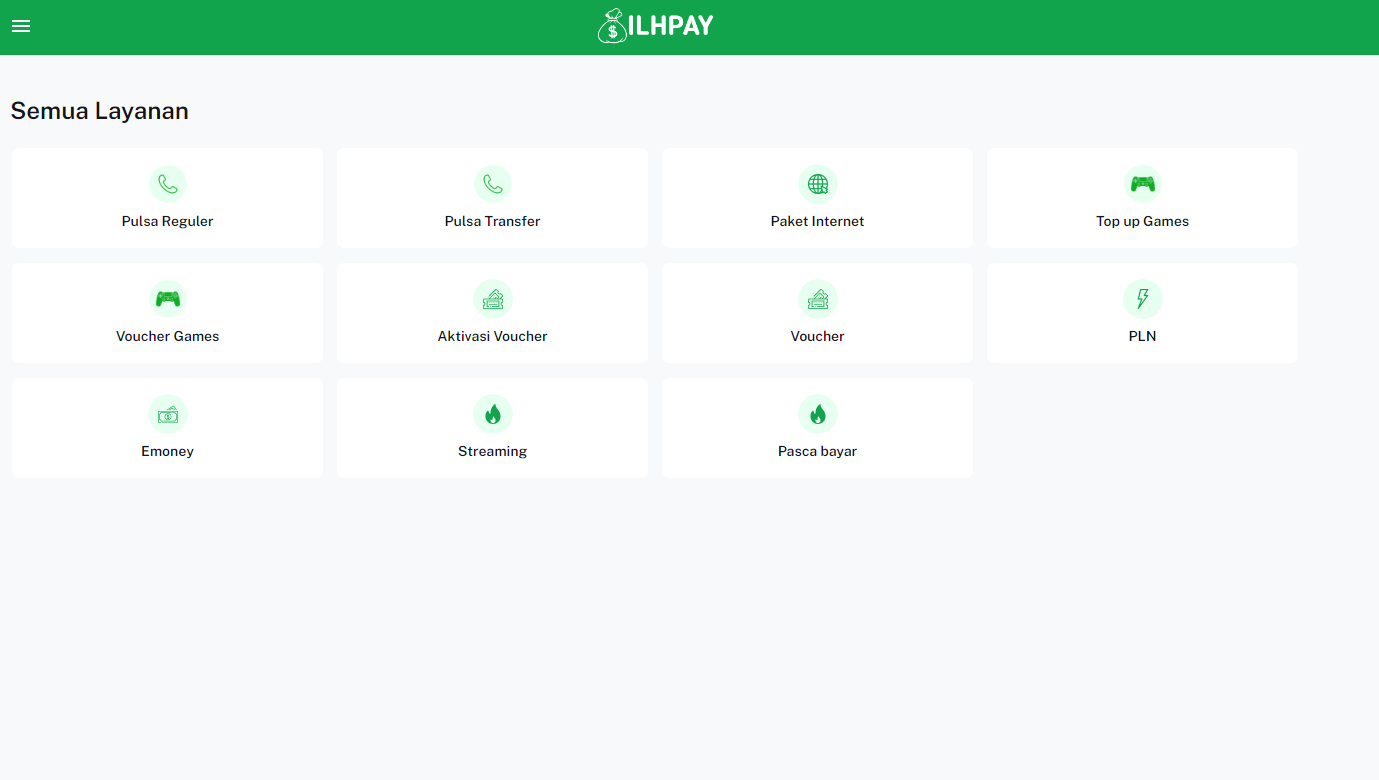 ILHPAY
Semua Layanan
Pulsa Reguler
Pulsa Transfer
Paket Internet
Top up Games
Voucher Games
Aktivasi Voucher
Voucher
PLN
Emoney
Streaming
Pasca bayar